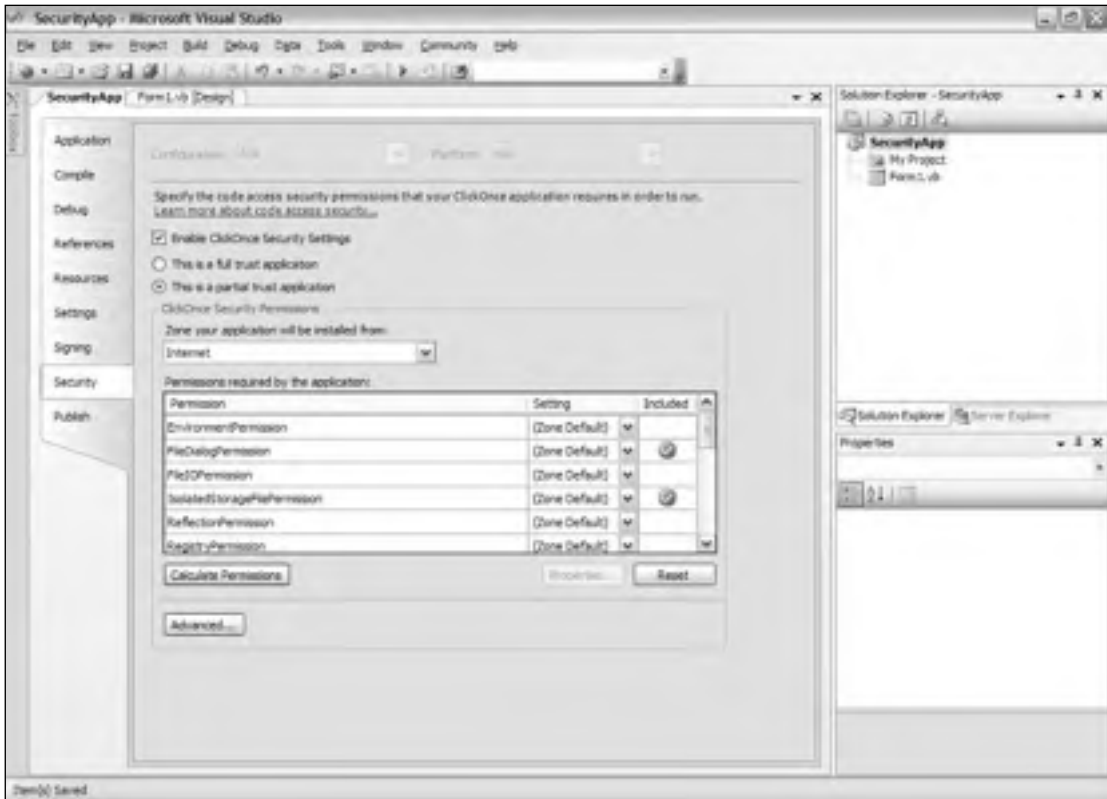 SecurityApp - Microsoft Visual Studio
File Edit View Project Build Debug Data Tools Window Community Help
SecurityApp Form1.vb [Design]
Toolbox
Application
Compile
Debug
References
Resources
Settings
Signing
Security
Publish
Configuration: N/A Platform: N/A
Specify the code access security permissions that your ClickOnce application requires in order to run.
Learn more about code access security...
Enable ClickOnce Security Settings
This is a full trust application
This is a partial trust application
ClickOnce Security Permissions
Zone your application will be installed from:
Internet
Permissions required by the application:
Permission Setting Included
EnvironmentPermission (Zone Default)
FileDialogPermission (Zone Default)
FileIOPermission (Zone Default)
IsolatedStorageFilePermission (Zone Default)
ReflectionPermission (Zone Default)
RegistryPermission (Zone Default)
Calculate Permissions Properties... Reset
Advanced...
Solution Explorer - SecurityApp
SecurityApp
My Project
Form1.vb
Solution Explorer Server Explorer
Properties
Item(s) Saved